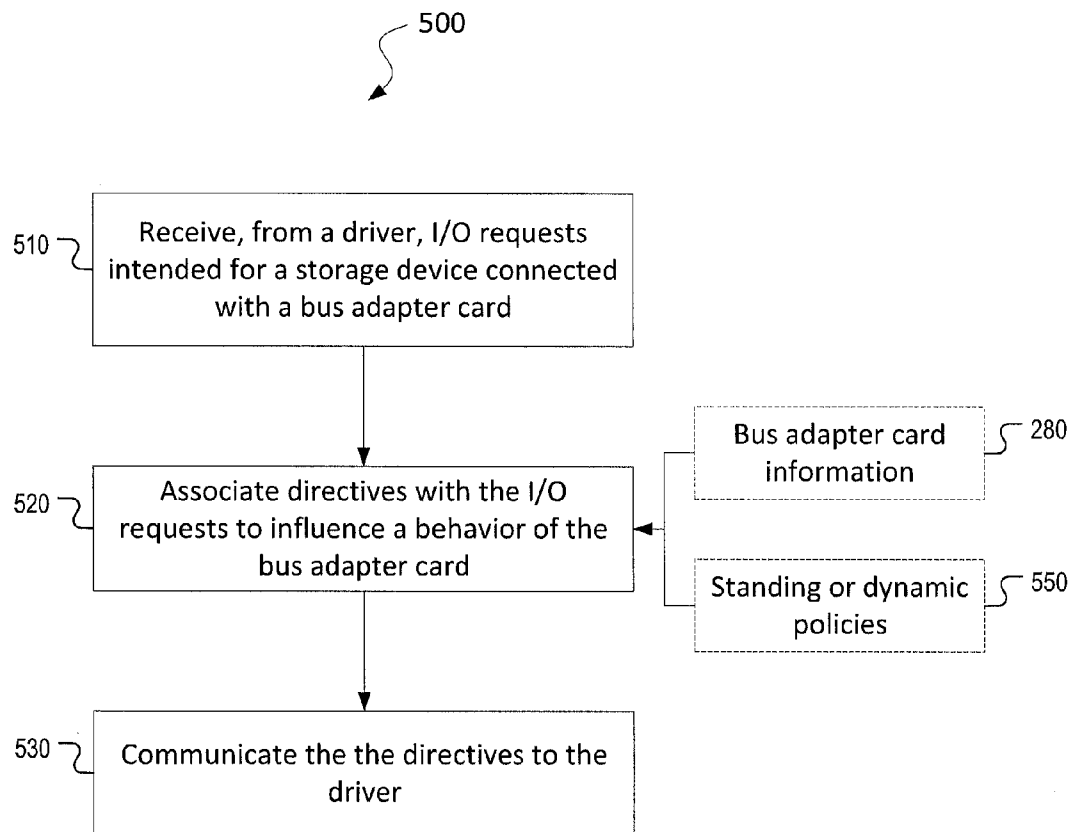 500
510
Receive, from a driver, I/O requests
intended for a storage device connected
with a bus adapter card
Bus adapter card
information
280
520
Associate directives with the I/O
requests to influence a behavior of the
bus adapter card
Standing or dynamic
policies
550
530
Communicate the the directives to the
driver